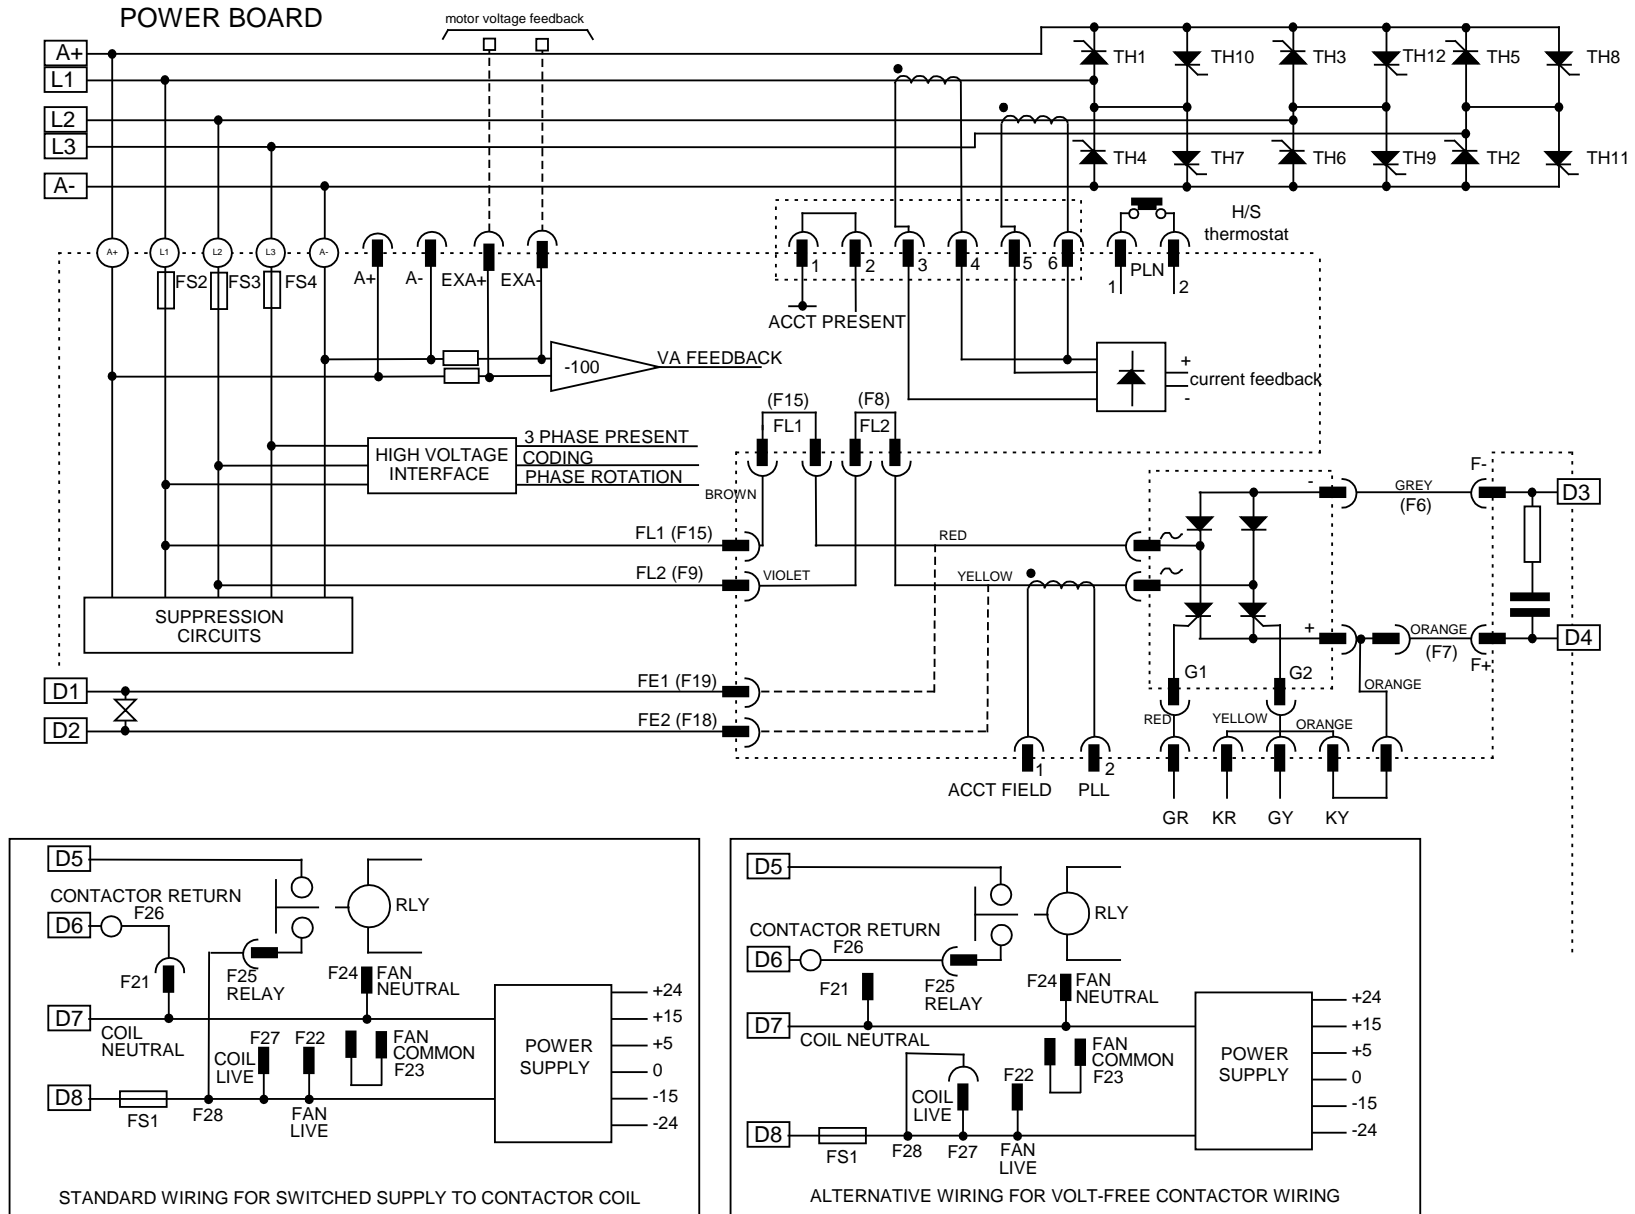 POWER BOARD
motor voltage feedback
A+
L1
L2
L3
A-
TH1
TH10
TH3
TH12
TH5
TH8
TH4
TH7
TH6
TH9
TH2
TH11
H/S
thermostat
A+
L1
L2
L3
A-
FS2
FS3
FS4
A+
A-
EXA+
EXA-
1
2
3
4
5
6
PLN
1
2
ACCT PRESENT
-100
VA FEEDBACK
+
current feedback
-
(F15)
(F8)
FL1
FL2
HIGH VOLTAGE
INTERFACE
3 PHASE PRESENT
CODING
PHASE ROTATION
BROWN
-
GREY
(F6)
F-
D3
FL1 (F15)
RED
FL2 (F9)
VIOLET
YELLOW
SUPPRESSION
CIRCUITS
+
ORANGE
(F7)
F+
D4
G1
G2
ORANGE
D1
FE1 (F19)
D2
FE2 (F18)
RED
YELLOW
ORANGE
1
2
ACCT FIELD
PLL
GR
KR
GY
KY
D5
CONTACTOR RETURN
F26
D6
RLY
F21
F25
RELAY
F24
FAN
NEUTRAL
D7
COIL
NEUTRAL
F27
F22
COIL
LIVE
FAN
COMMON
F23
POWER
SUPPLY
+24
+15
+5
0
-15
-24
D8
FS1
F28
FAN
LIVE
STANDARD WIRING FOR SWITCHED SUPPLY TO CONTACTOR COIL
D5
CONTACTOR RETURN
F26
D6
RLY
F21
F25
RELAY
F24
FAN
NEUTRAL
D7
COIL NEUTRAL
FAN
COMMON
F23
F22
COIL
LIVE
POWER
SUPPLY
+24
+15
+5
0
-15
-24
D8
FS1
F28
F27
FAN
LIVE
ALTERNATIVE WIRING FOR VOLT-FREE CONTACTOR WIRING